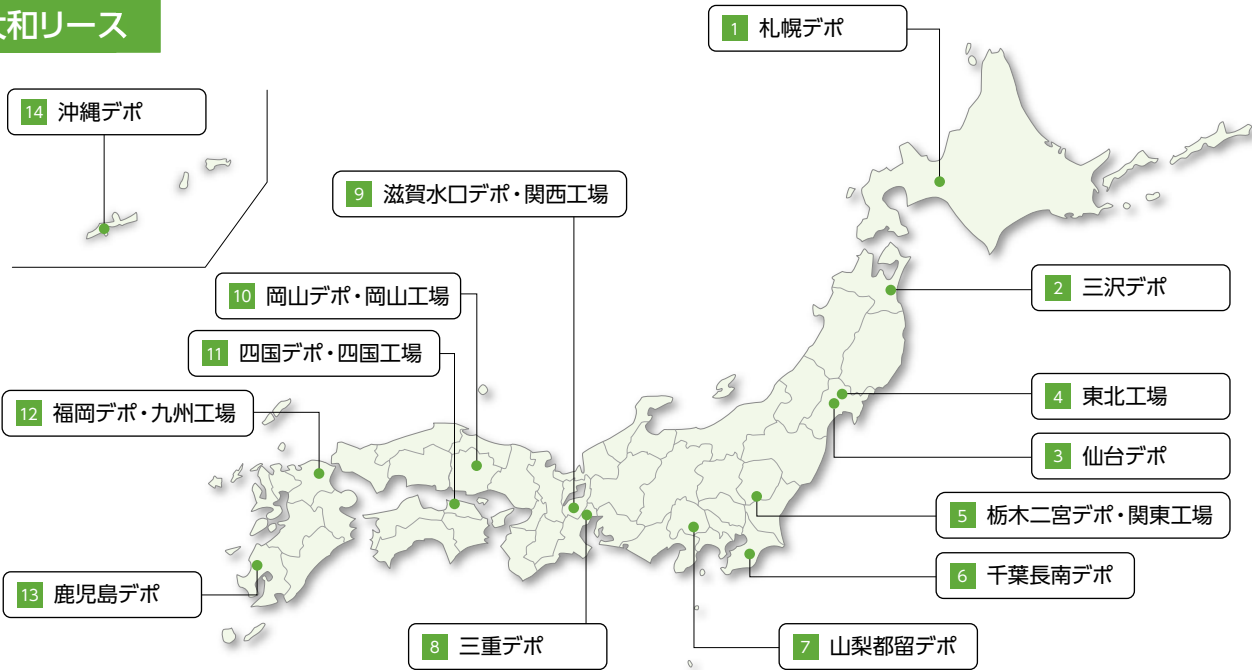 大和リース
1 札幌デポ
14 沖縄デポ
9 滋賀水口デポ・関西工場
2 三沢デポ
10 岡山デポ・岡山工場
11 四国デポ・四国工場
4 東北工場
12 福岡デポ・九州工場
3 仙台デポ
5 栃木二宮デポ・関東工場
6 千葉長南デポ
13 鹿児島デポ
8 三重デポ
7 山梨都留デポ